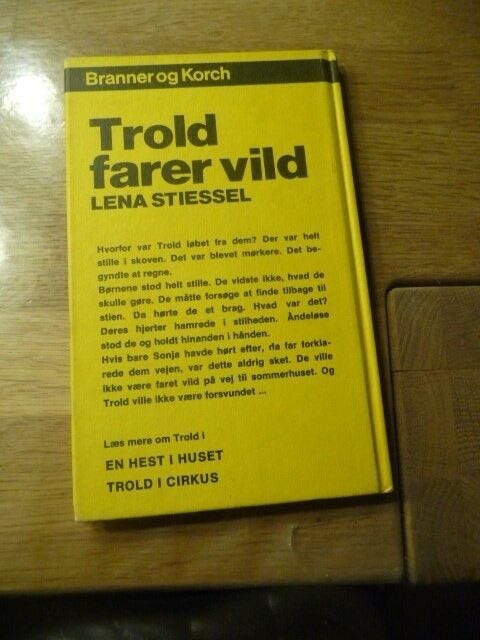 Branner og Korch
Trold
farer vild
LENA STIESSEL
Hvorfor var Trold løbet fra dem? Der var helt
stille i skoven. Det var blevet mørkere. Det be-
gyndte at regne.
Børnene stod helt stille. De vidste ikke, hvad de
skulle gøre. De måtte forsøge at finde tilbage til
stien. Da hørte de et brag. Hvad var det?
Deres hjerter hamrede i stilheden. Åndeløse
stod de og holdt hinanden i hånden.
Hvis bare Sonja havde hørt efter, da far forkla-
rede dem vejen, var dette aldrig sket. De ville
ikke være faret vild på vej til sommerhuset. Og
Trold ville ikke være forsvundet ...
Læs mere om Trold i
EN HEST I HUSET
TROLD I CIRKUS